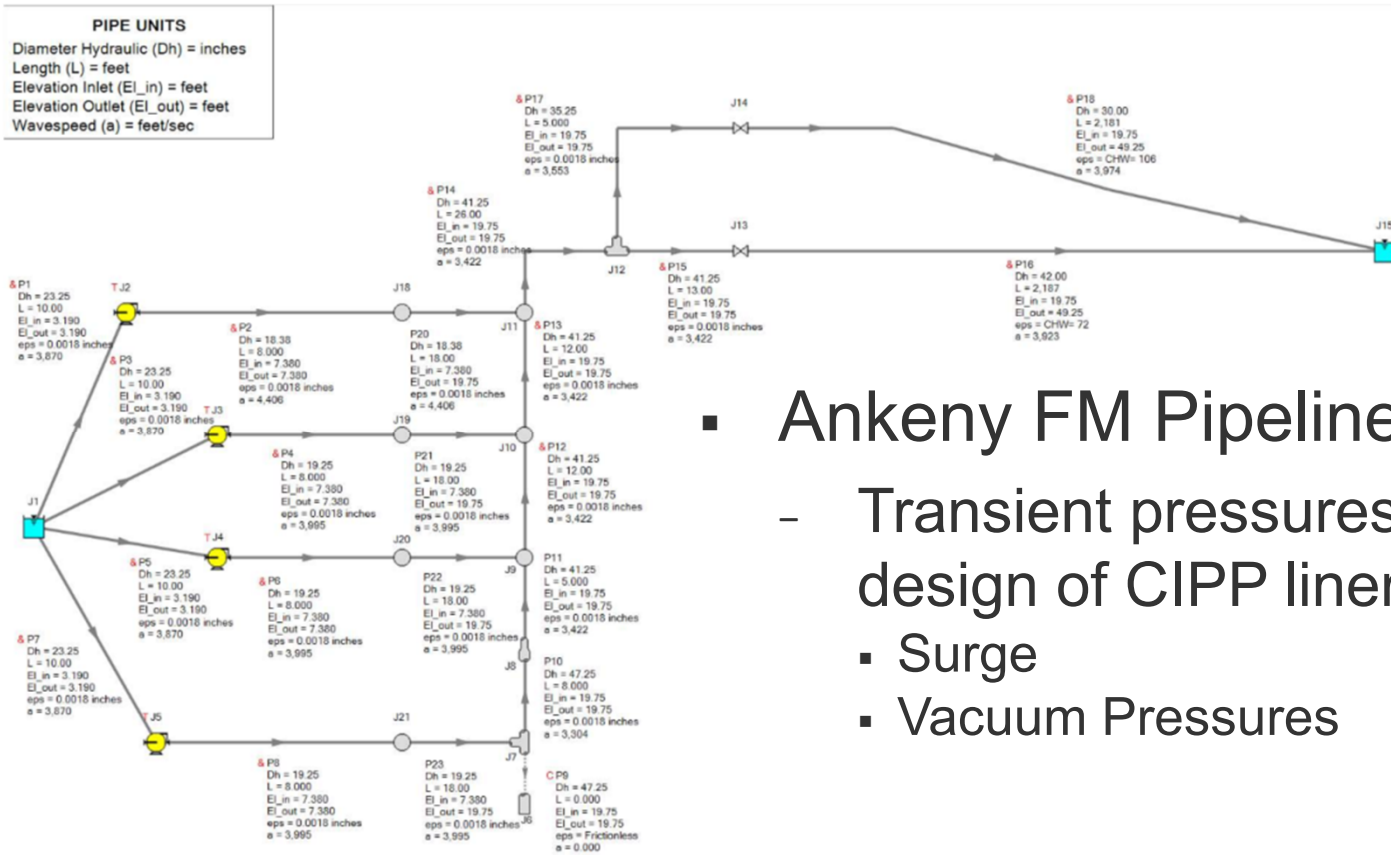 PIPE UNITS
Diameter Hydraulic (Dh) = inches
Length (L) = feet
Elevation Inlet (El_in) = feet
Elevation Outlet (El_out) = feet
Wavespeed (a) = feet/sec
& P17
Dh = 35.25
L = 5.000
El_in = 19.75
El_out = 19.75
eps = 0.0018 inches
a = 3,553
J14
& P18
Dh = 30.00
L = 2,181
El_in = 19.75
El_out = 49.25
eps = CHW= 106
a = 3,974
& P14
Dh = 41.25
L = 26.00
El_in = 19.75
El_out = 19.75
eps = 0.0018 inches
a = 3,422
J13
J15
J12
& P15
Dh = 41.25
L = 13.00
El_in = 19.75
El_out = 19.75
eps = 0.0018 inches
a = 3,422
& P16
Dh = 42.00
L = 2,187
El_in = 19.75
El_out = 49.25
eps = CHW= 72
a = 3,923
& P1
Dh = 23.25
L = 10.00
El_in = 3.190
El_out = 3.190
eps = 0.0018 inches
a = 3,870
T J2
J18
J11
& P2
Dh = 18.38
L = 8.000
El_in = 7.380
El_out = 7.380
eps = 0.0018 inches
a = 4,406
P20
Dh = 18.38
L = 18.00
El_in = 7.380
El_out = 19.75
eps = 0.0018 inches
a = 4,406
& P13
Dh = 41.25
L = 12.00
El_in = 19.75
El_out = 19.75
eps = 0.0018 inches
a = 3,422
& P3
Dh = 23.25
L = 10.00
El_in = 3.190
El_out = 3.190
eps = 0.0018 inches
a = 3,870
T J3
J19
J10
& P4
Dh = 19.25
L = 8.000
El_in = 7.380
El_out = 7.380
eps = 0.0018 inches
a = 3,995
P21
Dh = 19.25
L = 18.00
El_in = 7.380
El_out = 19.75
eps = 0.0018 inches
a = 3,995
& P12
Dh = 41.25
L = 12.00
El_in = 19.75
El_out = 19.75
eps = 0.0018 inches
a = 3,422
J1
T J4
J20
J9
& P5
Dh = 23.25
L = 10.00
El_in = 3.190
El_out = 3.190
eps = 0.0018 inches
a = 3,870
& P6
Dh = 19.25
L = 8.000
El_in = 7.380
El_out = 7.380
eps = 0.0018 inches
a = 3,995
P22
Dh = 19.25
L = 18.00
El_in = 7.380
El_out = 19.75
eps = 0.0018 inches
a = 3,995
P11
Dh = 41.25
L = 5.000
El_in = 19.75
El_out = 19.75
eps = 0.0018 inches
a = 3,422
& P7
Dh = 23.25
L = 10.00
El_in = 3.190
El_out = 3.190
eps = 0.0018 inches
a = 3,870
J8
P10
Dh = 47.25
L = 8.000
El_in = 19.75
El_out = 19.75
eps = 0.0018 inches
a = 3,304
T J5
J21
J7
& P8
Dh = 19.25
L = 8.000
El_in = 7.380
El_out = 7.380
eps = 0.0018 inches
a = 3,995
P23
Dh = 19.25
L = 18.00
El_in = 7.380
El_out = 19.75
eps = 0.0018 inches
a = 3,995
J6
C P9
Dh = 47.25
L = 0.000
El_in = 19.75
El_out = 19.75
eps = Frictionless
a = 0.000
▪ Ankeny FM Pipeline
– Transient pressures
design of CIPP liner
▪ Surge
▪ Vacuum Pressures